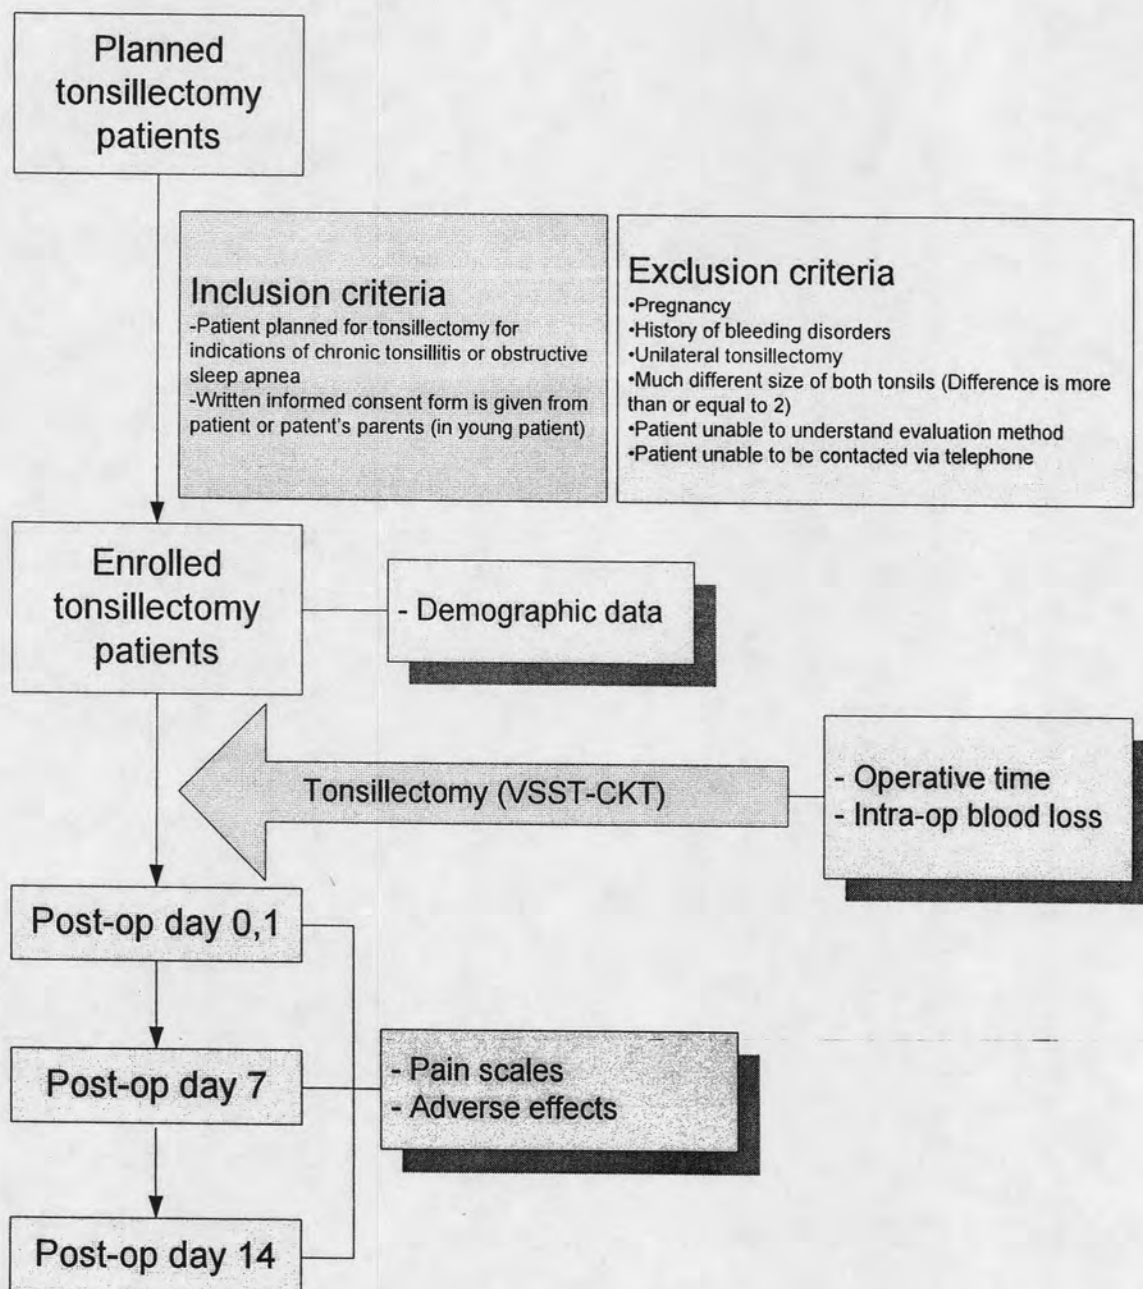 Planned
tonsillectomy
patients
Inclusion criteria
-Patient planned for tonsillectomy for
indications of chronic tonsillitis or obstructive
sleep apnea
-Written informed consent form is given from
patient or patent's parents (in young patient)
Exclusion criteria
•Pregnancy
•History of bleeding disorders
•Unilateral tonsillectomy
•Much different size of both tonsils (Difference is more
than or equal to 2)
•Patient unable to understand evaluation method
•Patient unable to be contacted via telephone
Enrolled
tonsillectomy
patients
- Demographic data
Tonsillectomy (VSST-CKT)
- Operative time
- Intra-op blood loss
Post-op day 0,1
Post-op day 7
- Pain scales
- Adverse effects
Post-op day 14